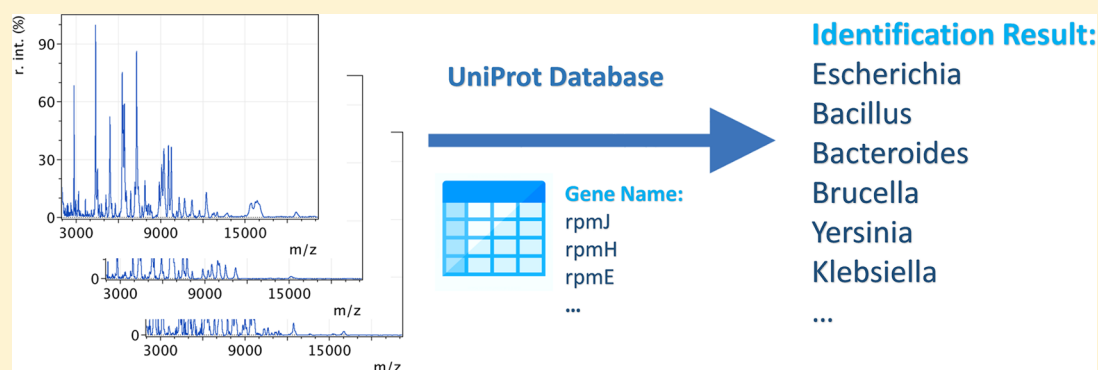 r. int. (%)
90
60
30
0
3000 9000 15000
m/z
0
3000 9000 15000
m/z
0
3000 9000 15000
m/z
UniProt Database
Gene Name:
rpmJ
rpmH
rpmE
...
Identification Result:
Escherichia
Bacillus
Bacteroides
Brucella
Yersinia
Klebsiella
...